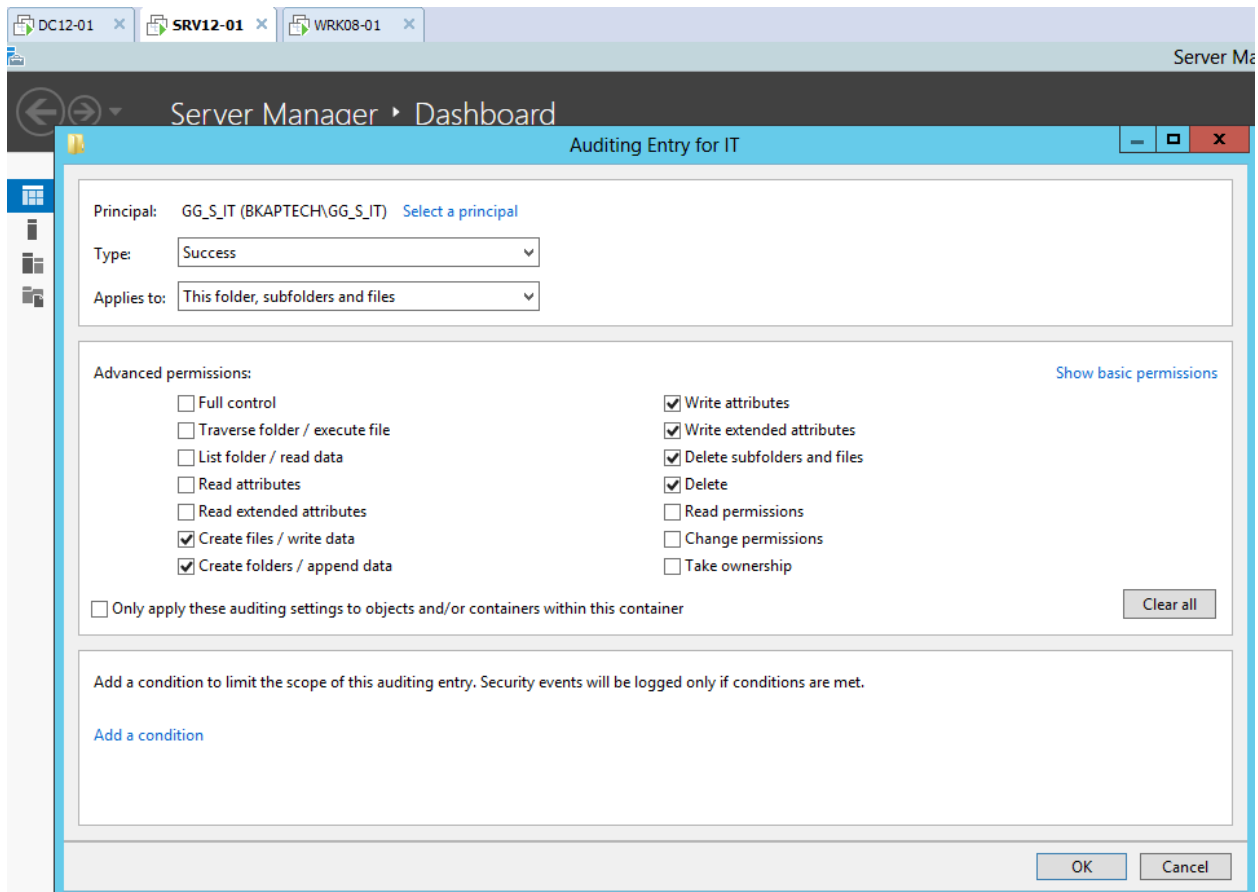 DC12-01 × SRV12-01 × WRK08-01 ×
Server Ma
Server Manager ‣ Dashboard
Auditing Entry for IT
Principal: GG_S_IT (BKAPTECH\GG_S_IT) Select a principal
Type: Success
Applies to: This folder, subfolders and files
Advanced permissions: Show basic permissions
Full control Write attributes
Traverse folder / execute file Write extended attributes
List folder / read data Delete subfolders and files
Read attributes Delete
Read extended attributes Read permissions
Create files / write data Change permissions
Create folders / append data Take ownership
Only apply these auditing settings to objects and/or containers within this container Clear all
Add a condition to limit the scope of this auditing entry. Security events will be logged only if conditions are met.
Add a condition
OK Cancel